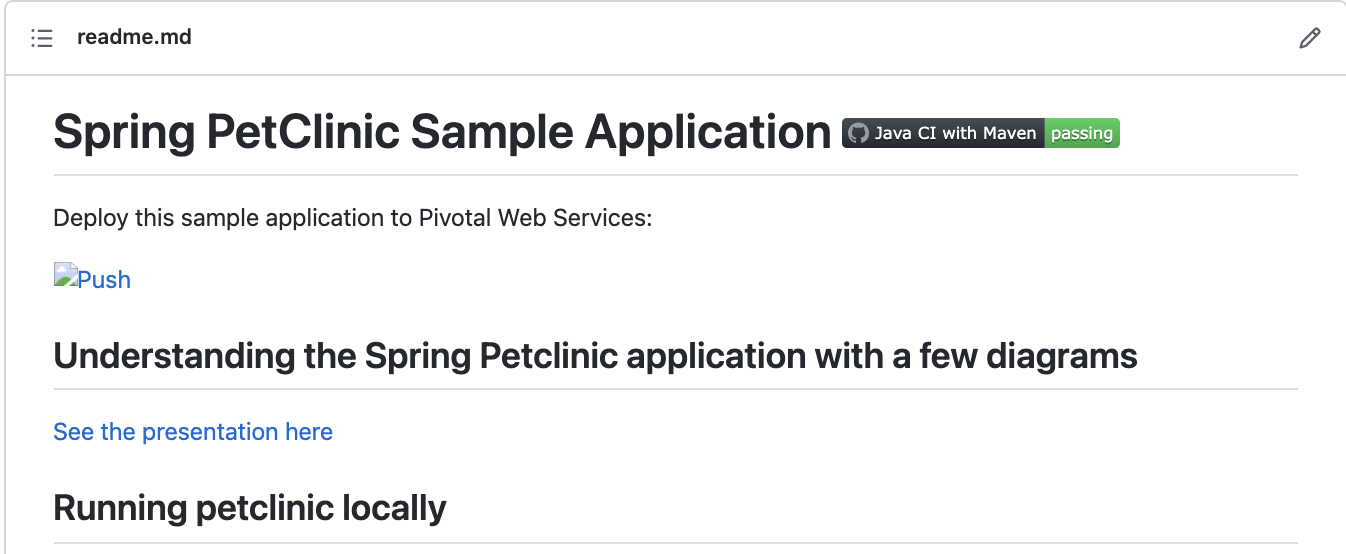 readme.md
Spring PetClinic Sample Application Java CI with Maven passing
Deploy this sample application to Pivotal Web Services:
Push
Understanding the Spring Petclinic application with a few diagrams
See the presentation here
Running petclinic locally